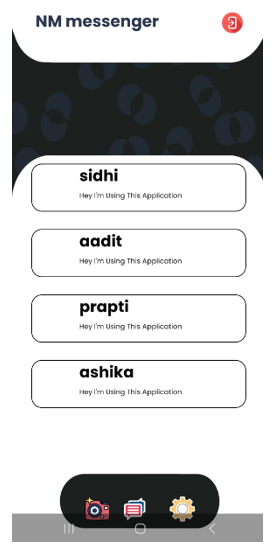 NM messenger
sidhi
Hey I'm Using This Application
aadit
Hey I'm Using This Application
prapti
Hey I'm Using This Application
ashika
Hey I'm Using This Application